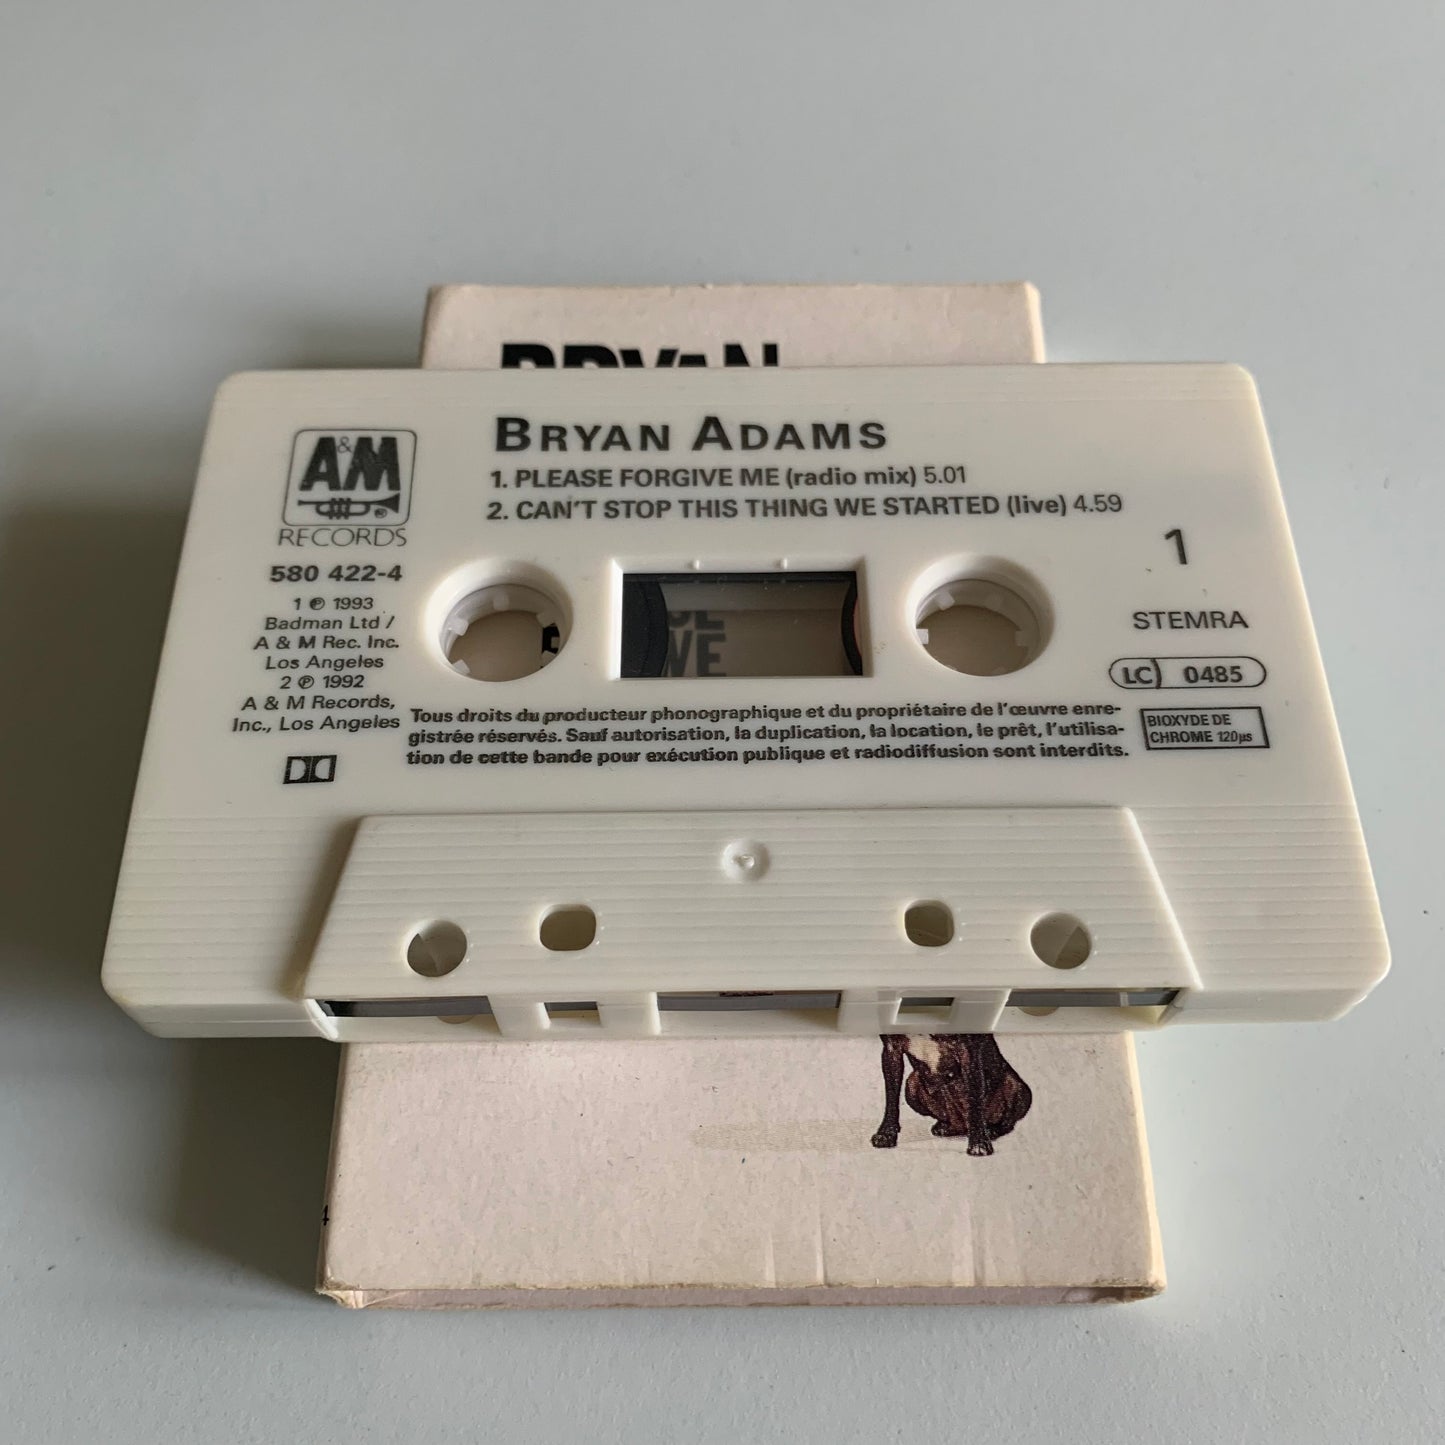 BRYAN
A&M
RECORDS
580 422-4
1 ℗ 1993
Badman Ltd /
A & M Rec. Inc.
Los Angeles
2 ℗ 1992
A & M Records,
Inc., Los Angeles
BRYAN ADAMS
1. PLEASE FORGIVE ME (radio mix) 5.01
2. CAN'T STOP THIS THING WE STARTED (live) 4.59
1
STEMRA
LC) 0485
BIOXYDE DE
CHROME 120µs
Tous droits du producteur phonographique et du propriétaire de l'œuvre enre-
gistrée réservés. Sauf autorisation, la duplication, la location, le prêt, l'utilisa-
tion de cette bande pour exécution publique et radiodiffusion sont interdits.
4